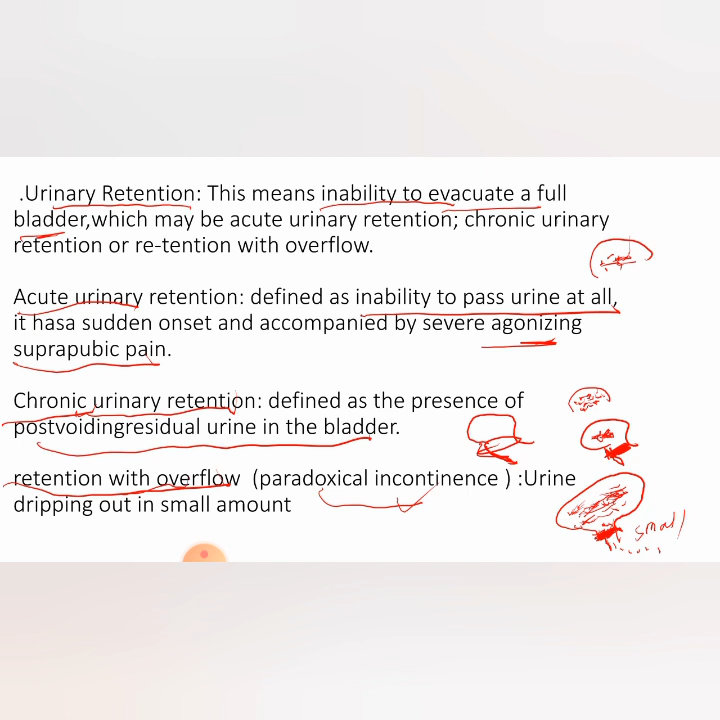 .Urinary Retention: This means inability to evacuate a full
bladder,which may be acute urinary retention; chronic urinary
retention or re-tention with overflow.
Acute urinary retention: defined as inability to pass urine at all,
it hasa sudden onset and accompanied by severe agonizing
suprapubic pain.
Chronic urinary retention: defined as the presence of
postvoidingresidual urine in the bladder.
retention with overflow (paradoxical incontinence ) :Urine
dripping out in small amount
small